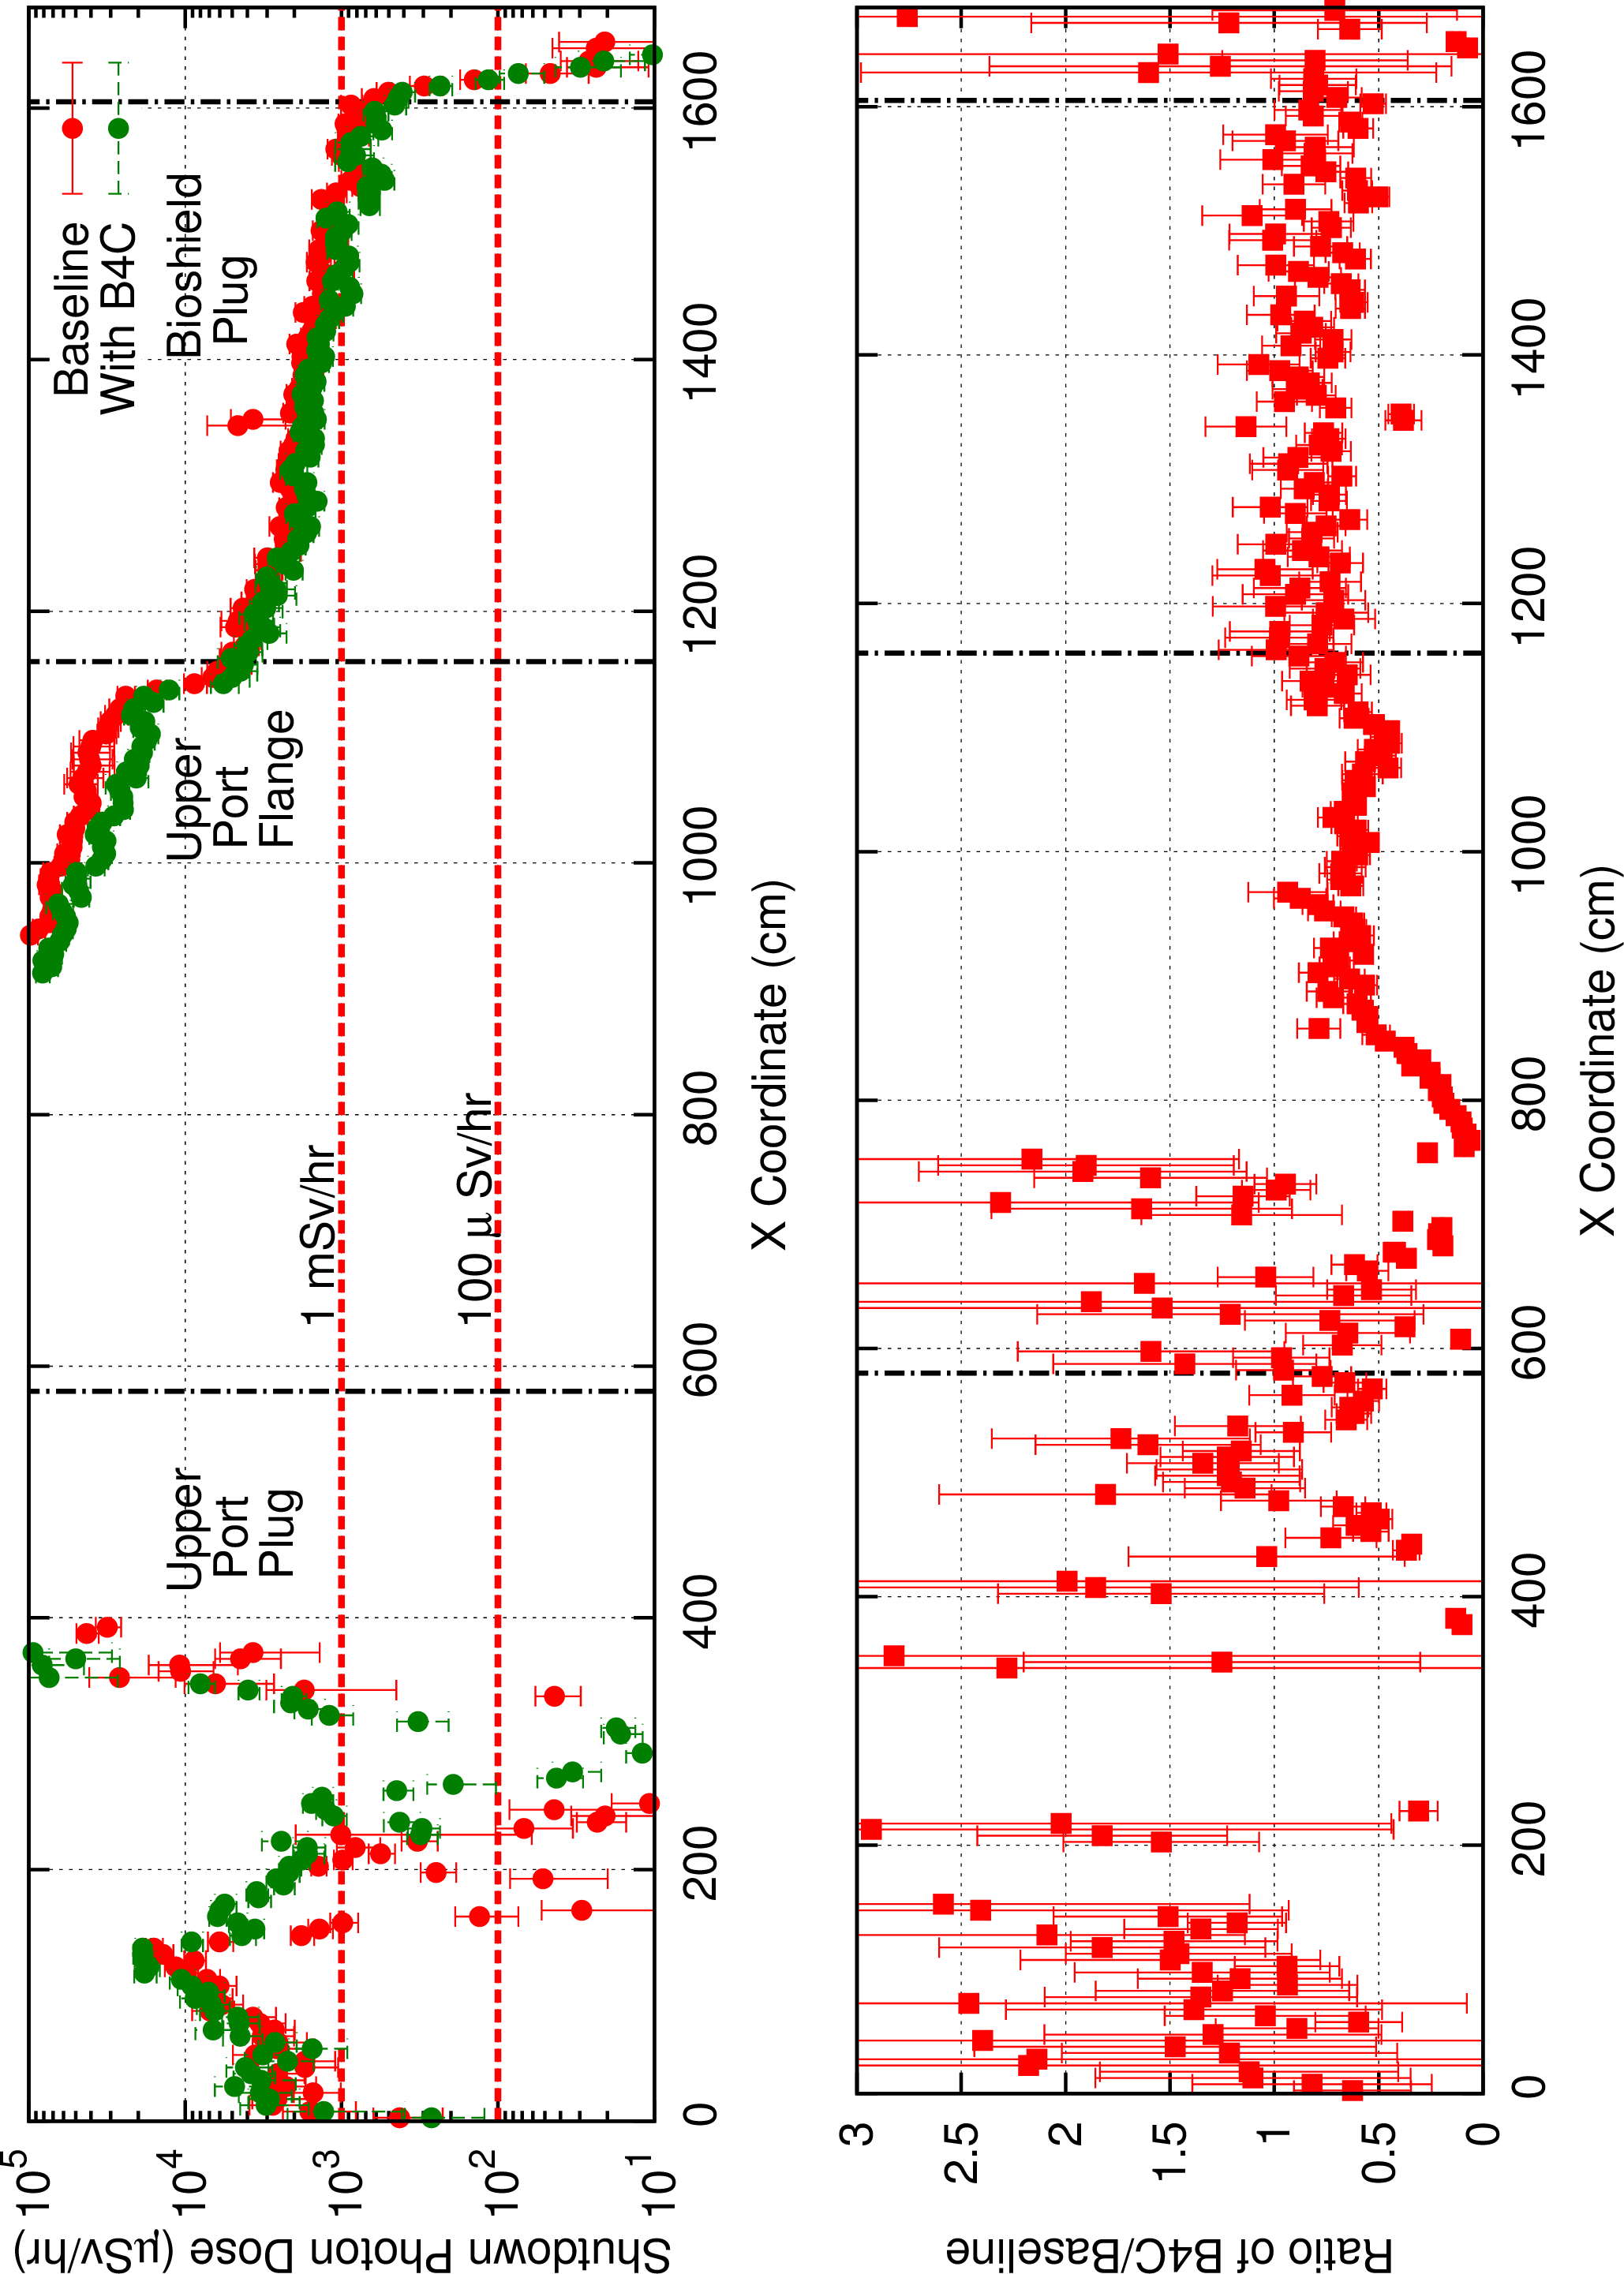 Shutdown Photon Dose (μSv/hr)
10^5
10^4
10^3
10^2
10^1
Baseline
With B4C
Upper
Port
Plug
Upper
Port
Flange
Bioshield
Plug
1 mSv/hr
100 μ Sv/hr
0 200 400 600 800 1000 1200 1400 1600
X Coordinate (cm)
Ratio of B4C/Baseline
3
2.5
2
1.5
1
0.5
0
0 200 400 600 800 1000 1200 1400 1600
X Coordinate (cm)